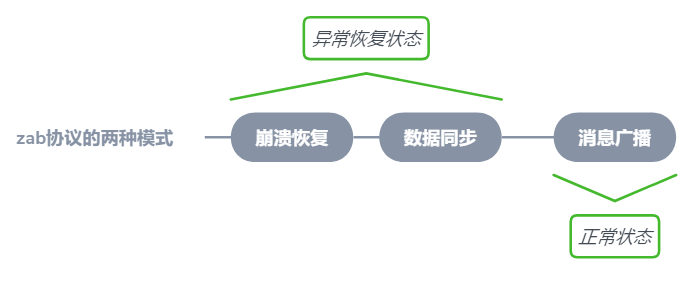 异常恢复状态
zab协议的两种模式
崩溃恢复
数据同步
消息广播
正常状态